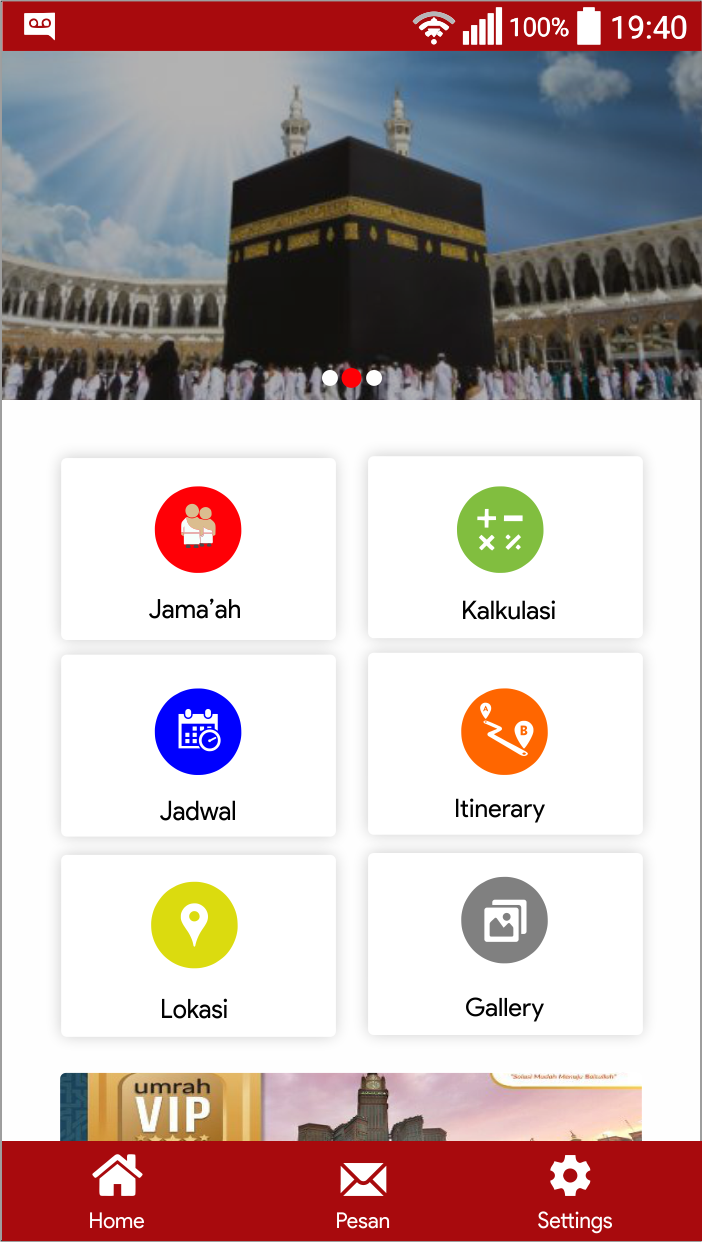 100% 19:40
Jama’ah
Kalkulasi
Jadwal
Itinerary
A
B
Lokasi
Gallery
"Solusi Mudah Menuju Baitullah"
umrah
VIP
Home
Pesan
Settings